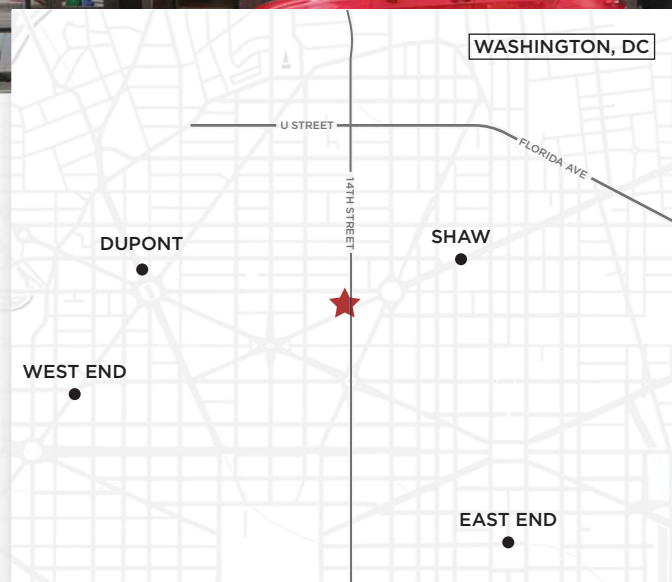 WASHINGTON, DC
U STREET
FLORIDA AVE
14TH STREET
DUPONT
SHAW
WEST END
EAST END